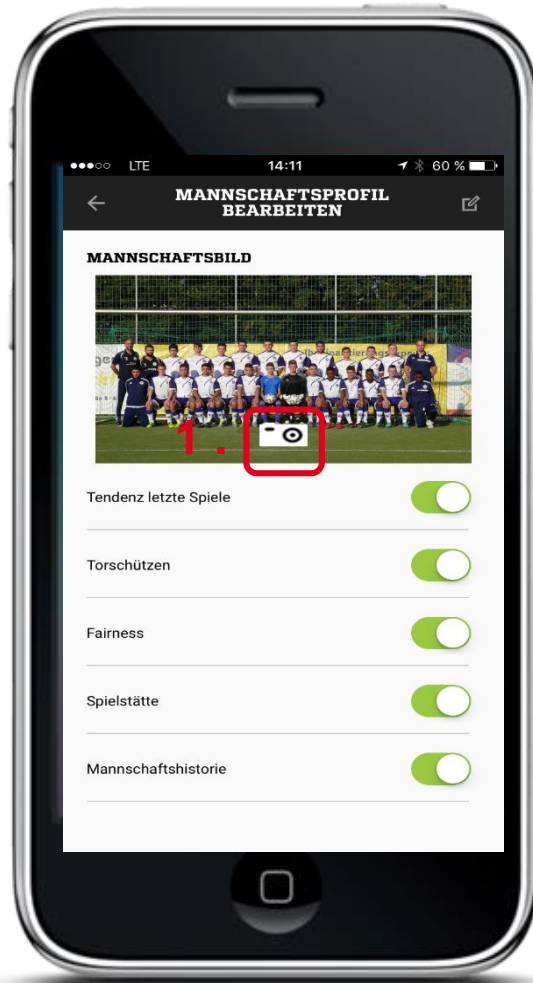 LTE 14:11 60 %
MANNSCHAFTSPROFIL
BEARBEITEN
MANNSCHAFTSBILD
1.
Tendenz letzte Spiele
Torschützen
Fairness
Spielstätte
Mannschaftshistorie